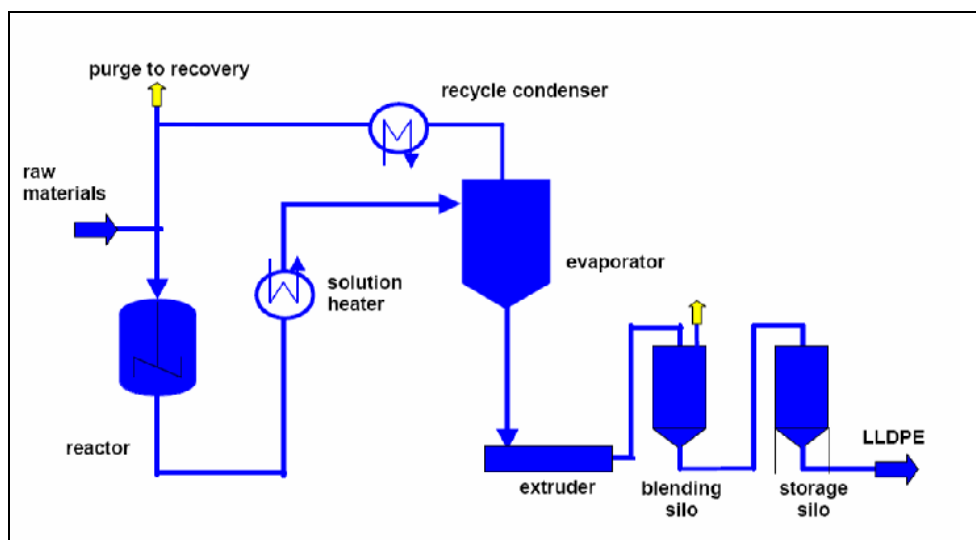 purge to recovery
recycle condenser
raw
materials
evaporator
solution
heater
reactor
LLDPE
extruder
blending
silo
storage
silo